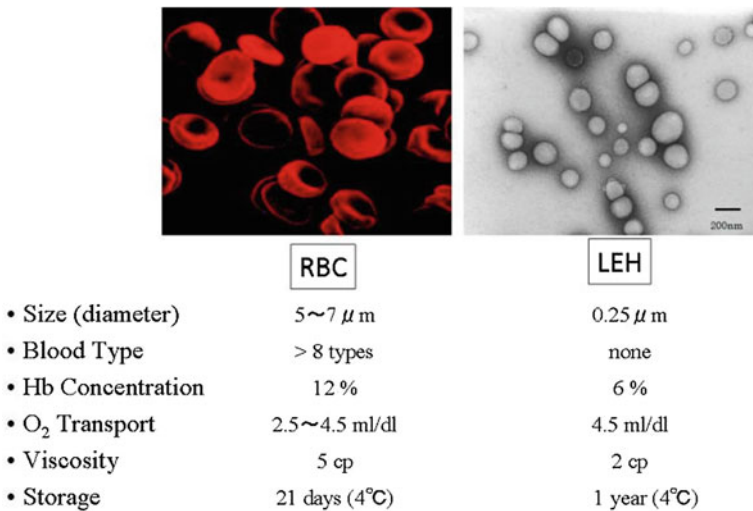 200nm
RBC LEH
• Size (diameter) 5～7 μm 0.25 μm
• Blood Type > 8 types none
• Hb Concentration 12 % 6 %
• O₂ Transport 2.5～4.5 ml/dl 4.5 ml/dl
• Viscosity 5 cp 2 cp
• Storage 21 days (4℃) 1 year (4℃)